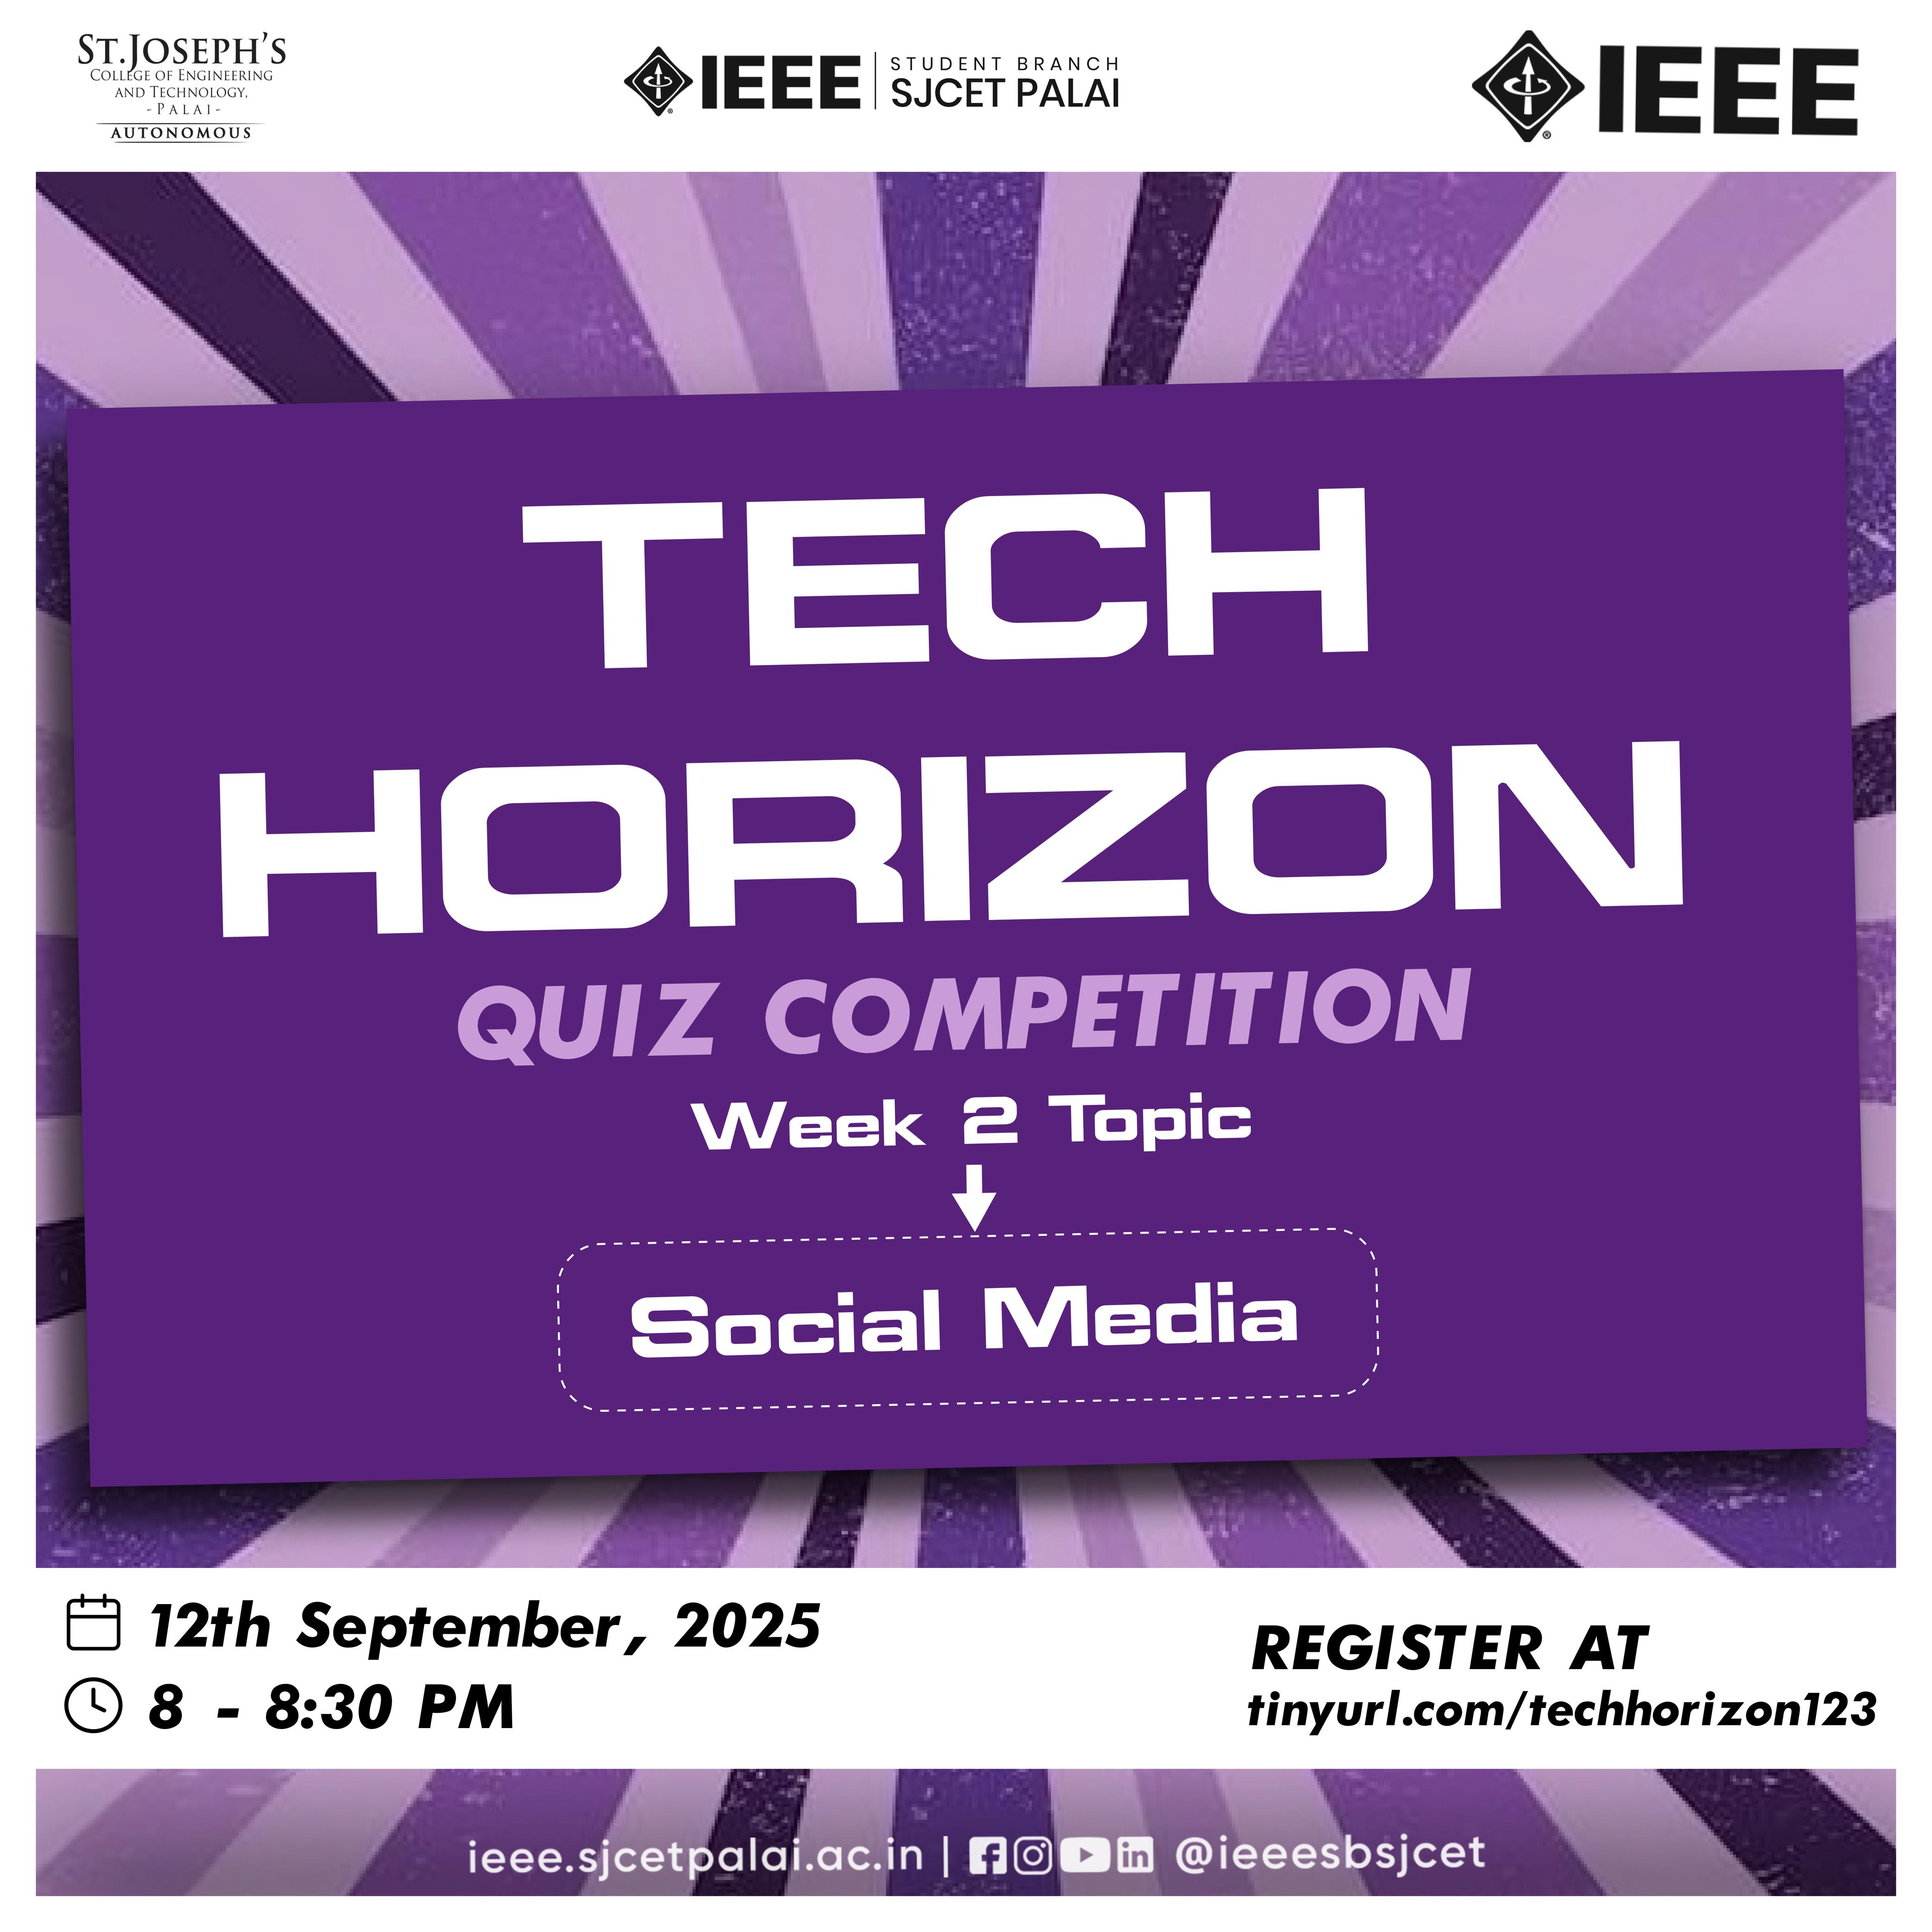 ST.JOSEPH'S
COLLEGE OF ENGINEERING
AND TECHNOLOGY,
-PALAI-
AUTONOMOUS
IEEE
STUDENT BRANCH
SJCET PALAI
IEEE
TECH
HORIZON
QUIZ COMPETITION
Week 2 Topic
Social Media
12th September, 2025
8 - 8:30 PM
REGISTER AT
tinyurl.com/techhorizon123
ieee.sjcetpalai.ac.in | @ieeesbsjcet